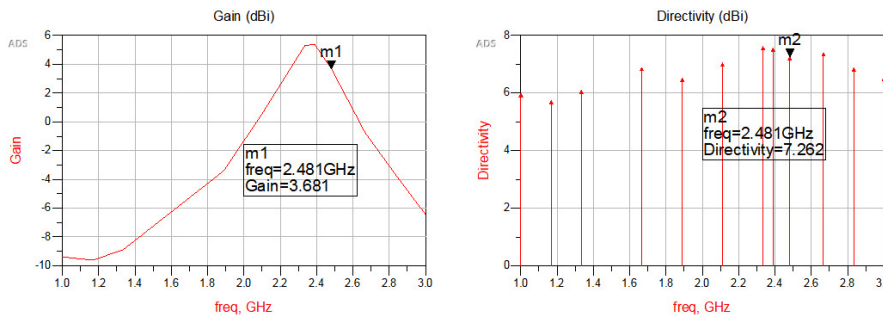 Gain (dBi)
ADS
6
4
2
0
-2
-4
-6
-8
-10
Gain
m1
m1
freq=2.481GHz
Gain=3.681
1.0 1.2 1.4 1.6 1.8 2.0 2.2 2.4 2.6 2.8 3.0
freq, GHz
Directivity (dBi)
ADS
8
6
4
2
0
Directivity
m2
m2
freq=2.481GHz
Directivity=7.262
1.0 1.2 1.4 1.6 1.8 2.0 2.2 2.4 2.6 2.8 3.0
freq, GHz